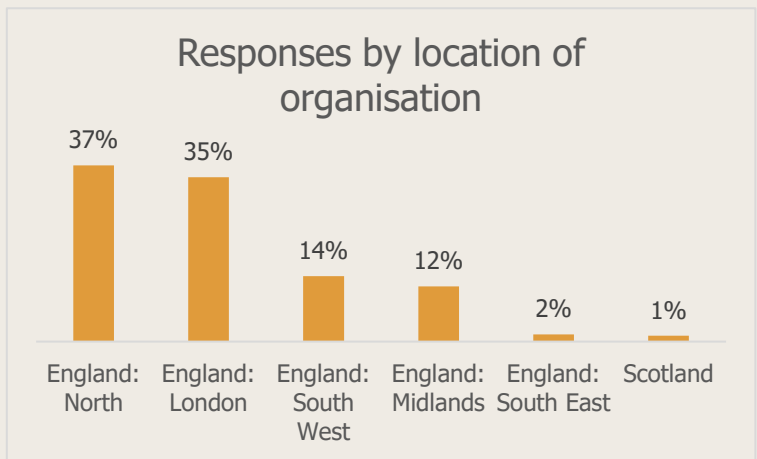 Responses by location of
organisation
37%
35%
14%
12%
2%
1%
England:
North
England:
London
England:
South
West
England:
Midlands
England:
South East
Scotland